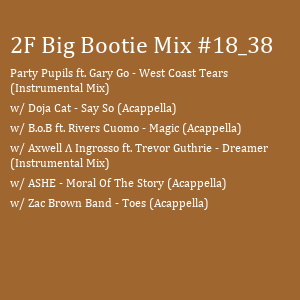 2F Big Bootie Mix #18_38
Party Pupils ft. Gary Go - West Coast Tears
(Instrumental Mix)
w/ Doja Cat - Say So (Acappella)
w/ B.o.B ft. Rivers Cuomo - Magic (Acappella)
w/ Axwell Λ Ingrosso ft. Trevor Guthrie - Dreamer
(Instrumental Mix)
w/ ASHE - Moral Of The Story (Acappella)
w/ Zac Brown Band - Toes (Acappella)